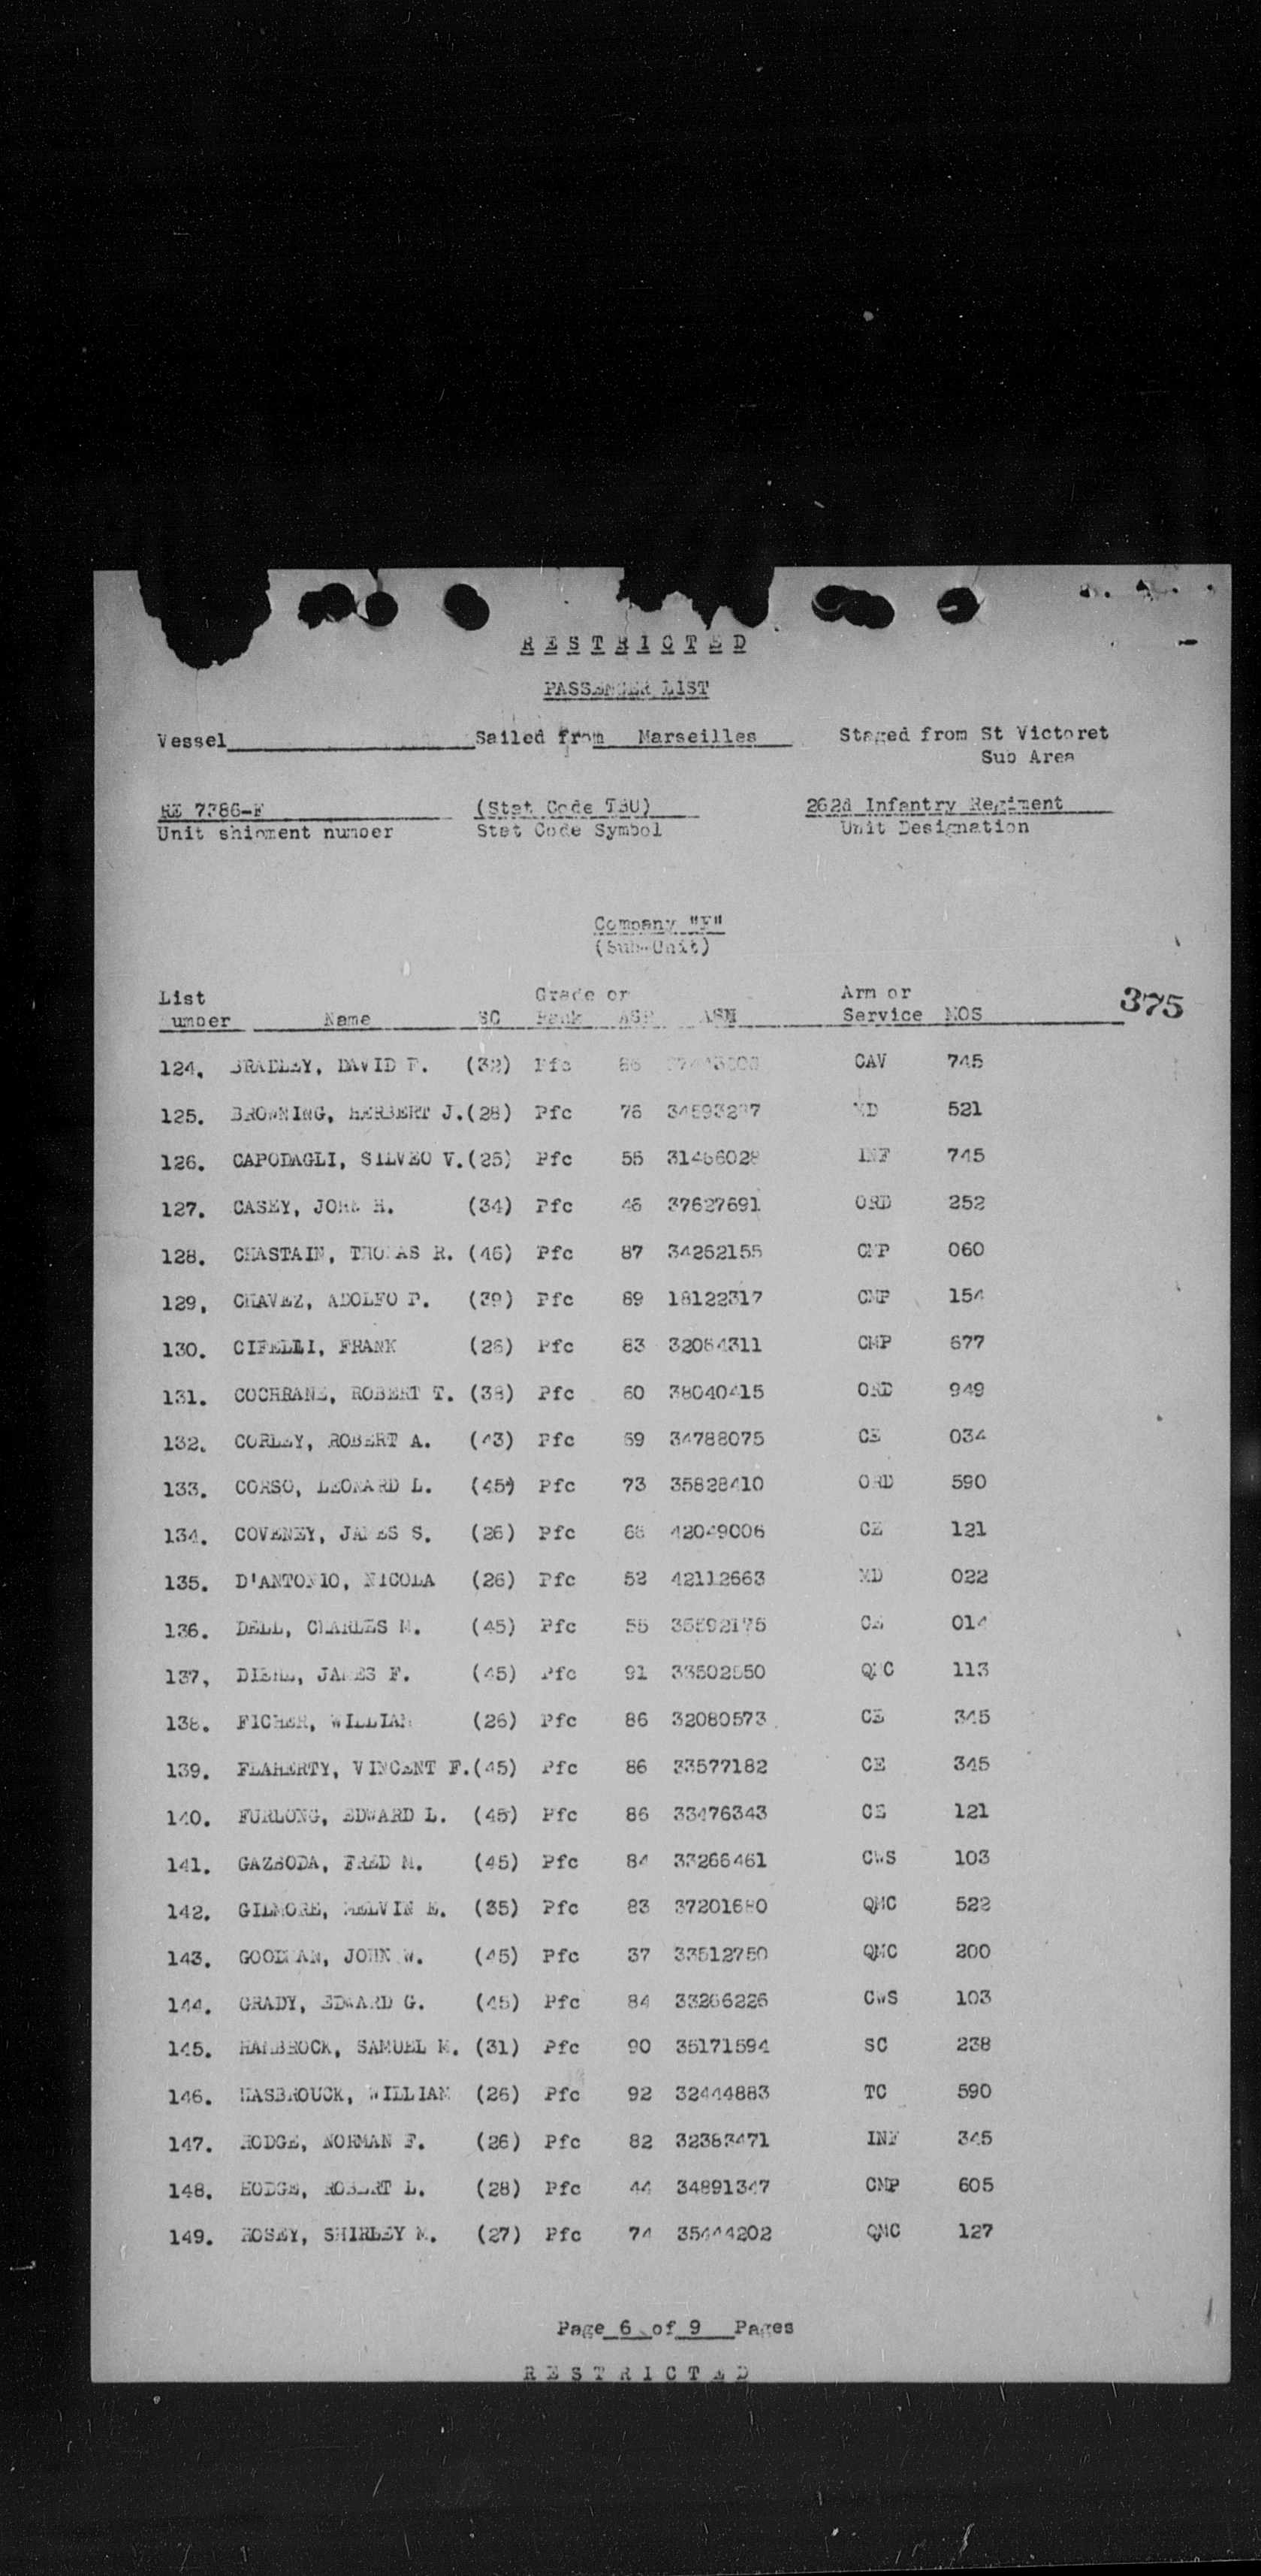 RESTRICTED
PASSENGER LIST
Vessel Sailed from Marseilles Staged from St Victoret
Sub Area
RE 7386-F (Stat Code TBU) 262d Infantry Regiment
Unit shipment number Stat Code Symbol Unit Designation
Company "F"
(Sub-Unit)
List Grade or Arm or
umber Name SC Rank ASR ASN Service MOS 375
124. BRADLEY, DAVID F. (32) Pfc 86 CAV 745
125. BROWNING, HERBERT J. (28) Pfc 76 MD 521
126. CAPODAGLI, SILVEO V. (25) Pfc 55 31466028 INF 745
127. CASEY, JOHN H. (34) Pfc 46 37627691 ORD 252
128. CHASTAIN, THOMAS R. (46) Pfc 87 34262155 CMP 060
129. CHAVEZ, ADOLFO P. (39) Pfc 89 18122317 CMP 154
130. CIFELLI, FRANK (26) Pfc 83 32064311 CMP 677
131. COCHRANE, ROBERT T. (38) Pfc 60 38040415 ORD 949
132. CORLEY, ROBERT A. (43) Pfc 59 34788075 CE 034
133. CORSO, LEONARD L. (45) Pfc 73 35828410 ORD 590
134. COVENEY, JAMES S. (26) Pfc 42049006 CE 121
135. D'ANTONIO, NICOLA (26) Pfc 52 42112663 MD 022
136. DELL, CHARLES M. (45) Pfc 55 35592175 CE 014
137. DIEHL, JAMES F. (45) Pfc 91 QMC 113
138. FICHER, WILLIAM (26) Pfc 86 32080573 CE 345
139. FLAHERTY, VINCENT F. (45) Pfc 86 33577182 CE 345
140. FURLONG, EDWARD L. (45) Pfc 86 33476343 CE 121
141. GAZBODA, FRED M. (45) Pfc 84 33266461 CWS 103
142. GILMORE, MELVIN E. (35) Pfc 83 37201680 QMC 522
143. GOODMAN, JOHN W. (45) Pfc 37 33512750 QMC 200
144. GRADY, EDWARD G. (45) Pfc 84 33266226 CWS 103
145. HAMBROCK, SAMUEL M. (31) Pfc 90 35171594 SC 238
146. HASBROUCK, WILLIAM (26) Pfc 92 32444883 TC 590
147. HODGE, NORMAN F. (26) Pfc 82 32383471 INF 345
148. HODGE, ROBERT L. (28) Pfc 44 34891347 CMP 605
149. HOSEY, SHIRLEY M. (27) Pfc 74 35444202 QMC 127
Page 6 of 9 Pages
RESTRICTED